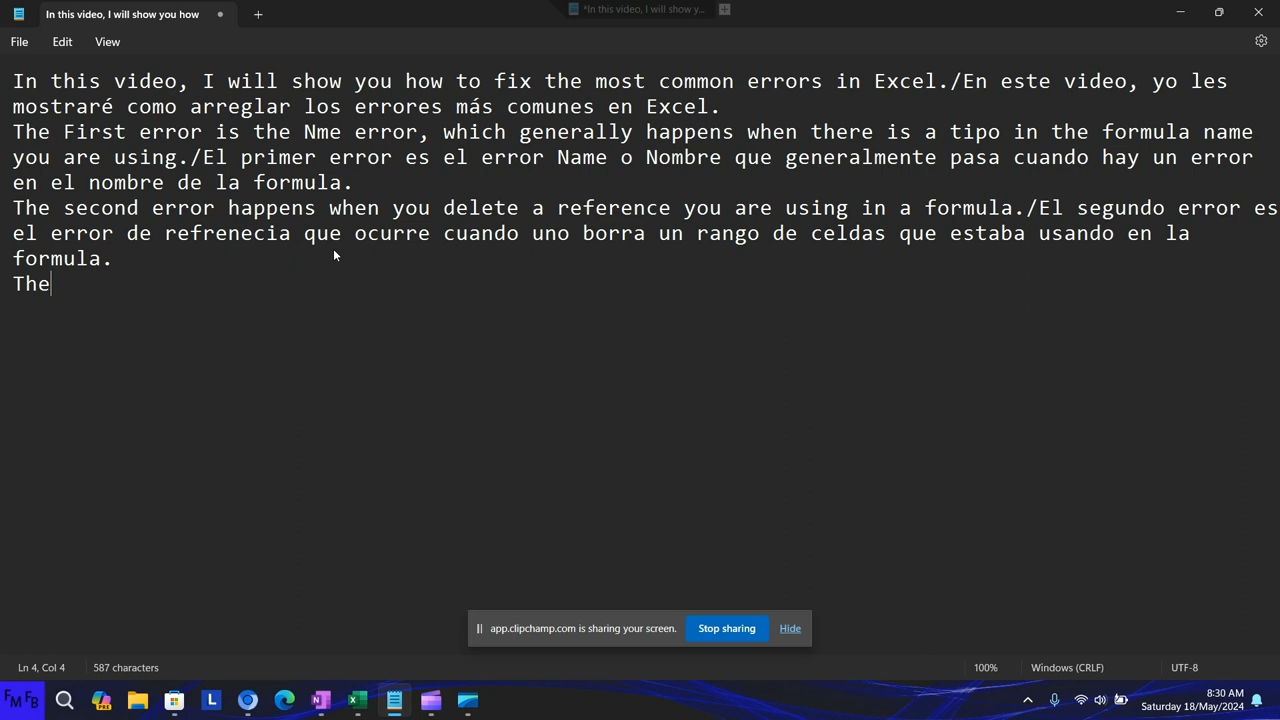 In this video, I will show you how
*In this video, I will show y...
File Edit View
In this video, I will show you how to fix the most common errors in Excel./En este video, yo les
mostraré como arreglar los errores más comunes en Excel.
The First error is the Nme error, which generally happens when there is a tipo in the formula name
you are using./El primer error es el error Name o Nombre que generalmente pasa cuando hay un error
en el nombre de la formula.
The second error happens when you delete a reference you are using in a formula./El segundo error es
el error de refrenecia que ocurre cuando uno borra un rango de celdas que estaba usando en la
formula.
The
app.clipchamp.com is sharing your screen. Stop sharing Hide
Ln 4, Col 4 587 characters 100% Windows (CRLF) UTF-8
FM FB PRE L N X 8:30 AM
Saturday 18/May/2024